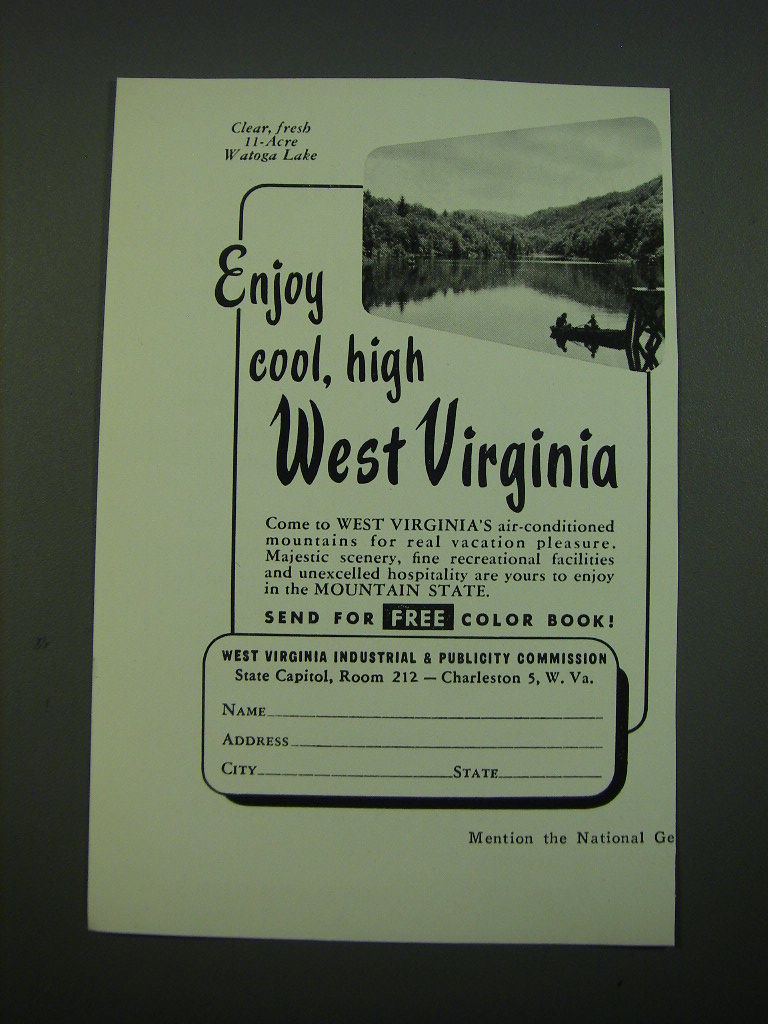 Clear, fresh
11-Acre
Watoga Lake
Enjoy
cool, high
West Virginia
Come to WEST VIRGINIA'S air-conditioned
mountains for real vacation pleasure.
Majestic scenery, fine recreational facilities
and unexcelled hospitality are yours to enjoy
in the MOUNTAIN STATE.
SEND FOR FREE COLOR BOOK!
WEST VIRGINIA INDUSTRIAL & PUBLICITY COMMISSION
State Capitol, Room 212 — Charleston 5, W. Va.
NAME
ADDRESS
CITY STATE
Mention the National Ge